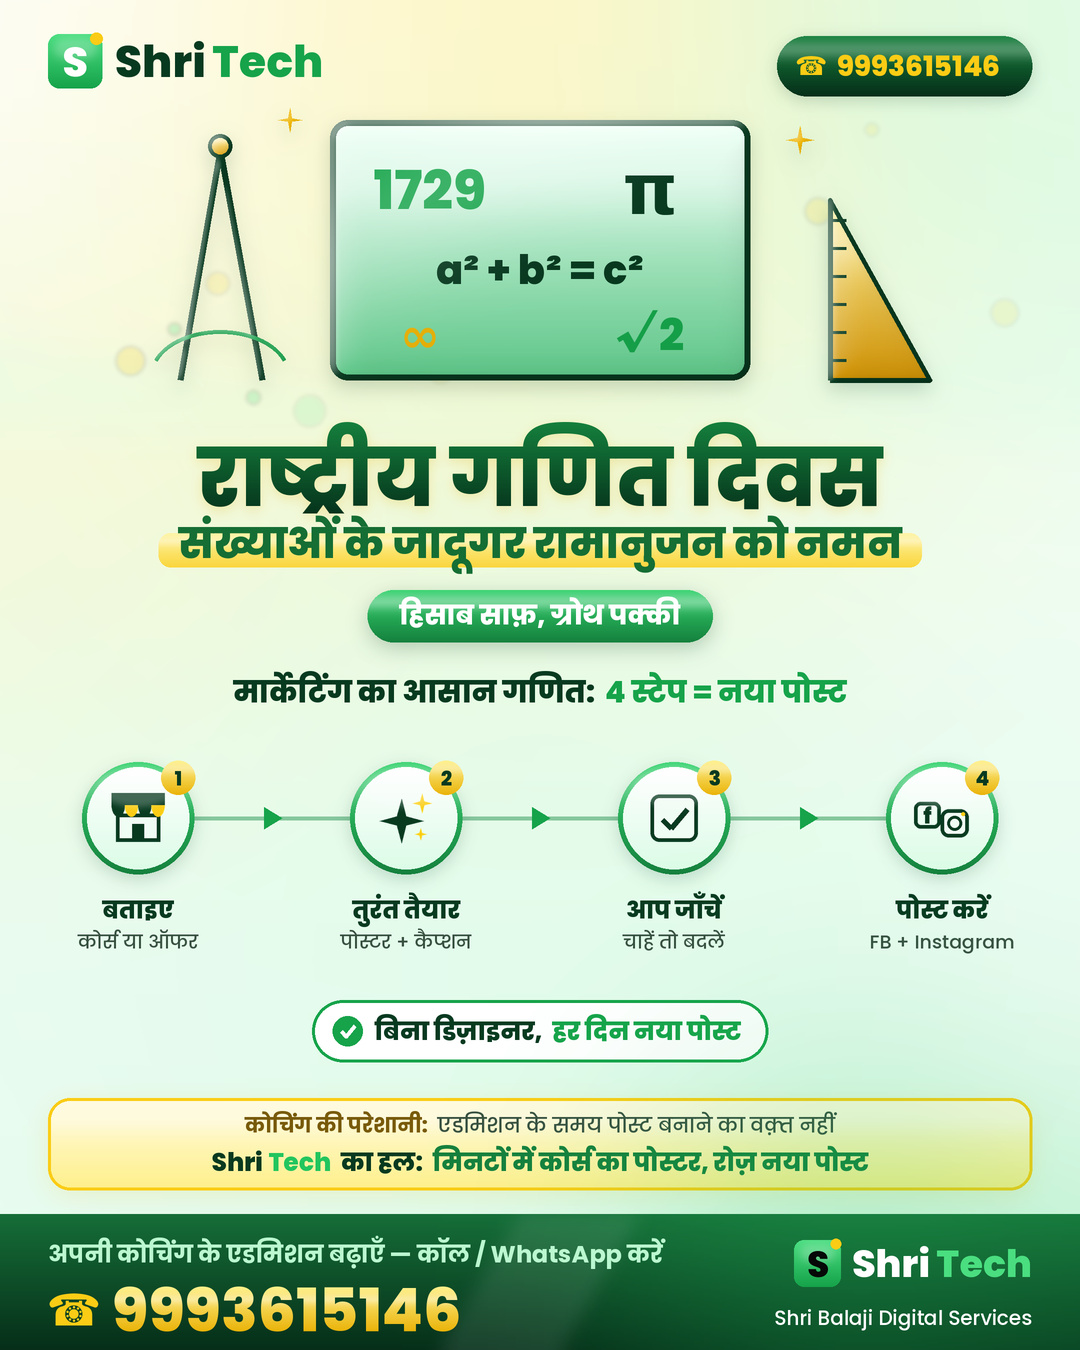 S Shri Tech
☎ 9993615146
1729 π
a² + b² = c²
∞ √2
राष्ट्रीय गणित दिवस
संख्याओं के जादूगर रामानुजन को नमन
हिसाब साफ़, ग्रोथ पक्की
मार्केटिंग का आसान गणित: 4 स्टेप = नया पोस्ट
1 2 3 4
बताइए तुरंत तैयार आप जाँचें पोस्ट करें
कोर्स या ऑफर पोस्टर + कैप्शन चाहें तो बदलें FB + Instagram
बिना डिज़ाइनर, हर दिन नया पोस्ट
कोचिंग की परेशानी: एडमिशन के समय पोस्ट बनाने का वक़्त नहीं
Shri Tech का हल: मिनटों में कोर्स का पोस्टर, रोज़ नया पोस्ट
अपनी कोचिंग के एडमिशन बढ़ाएँ — कॉल / WhatsApp करें
☎ 9993615146
S Shri Tech
Shri Balaji Digital Services